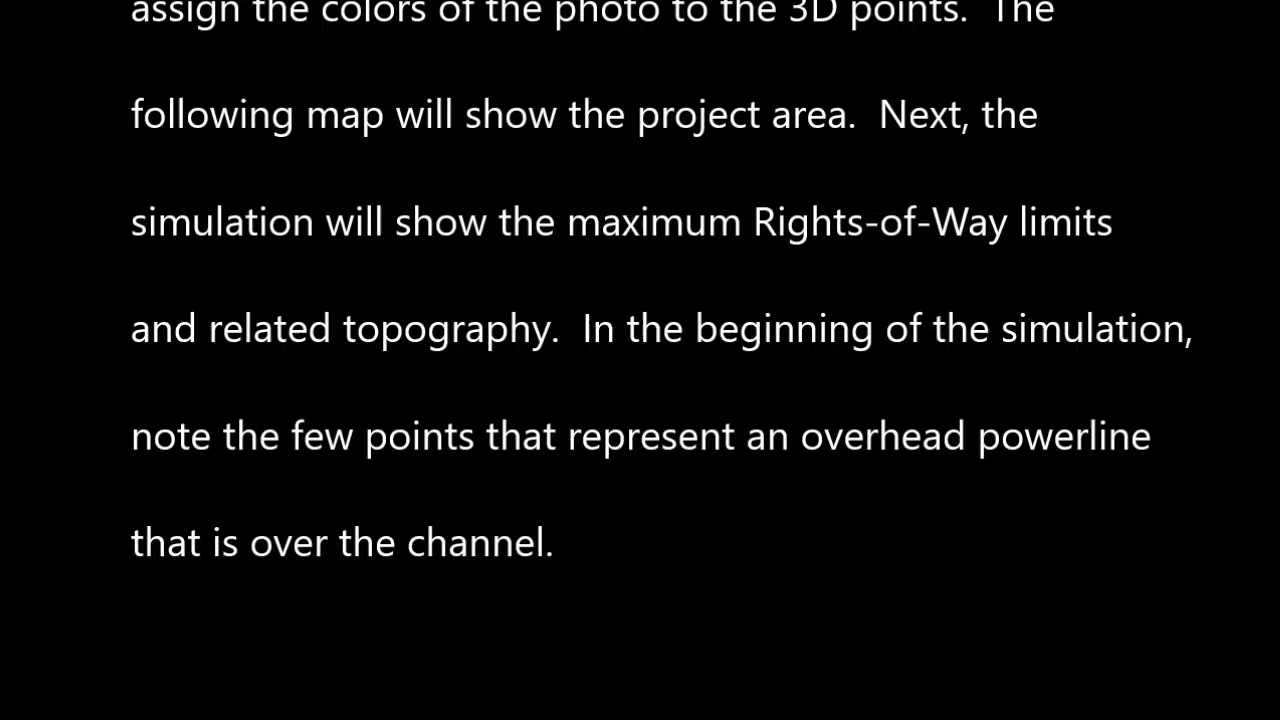 assign the colors of the photo to the 3D points.  The
following map will show the project area.  Next, the
simulation will show the maximum Rights-of-Way limits
and related topography.  In the beginning of the simulation,
note the few points that represent an overhead powerline
that is over the channel.